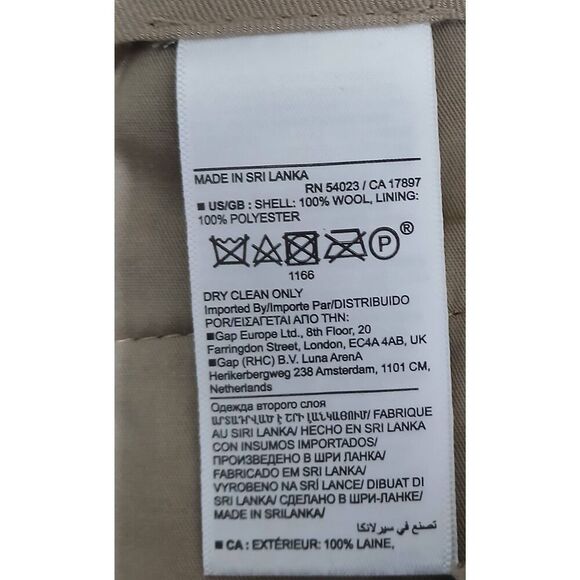 MADE IN SRI LANKA
RN 54023 / CA 17897
■ US/GB : SHELL: 100% WOOL, LINING:
100% POLYESTER
P®
1166
DRY CLEAN ONLY
Imported By/Importe Par/DISTRIBUIDO
POR/ΕΙΣΑΓΕΤΑΙ ΑΠΟ ΤΗΝ:
■Gap Europe Ltd., 8th Floor, 20
Farringdon Street, London, EC4A 4AB, UK
■Gap (RHC) B.V. Luna ArenA
Herikerbergweg 238 Amsterdam, 1101 CM,
Netherlands
Одежда второго слоя
ԱՐՏԱԴՐՎԱԾ Է ՇՐԻ ԼԱՆԿԱՅՈՒՄ/ FABRIQUE
AU SIRI LANKA/ HECHO EN SRI LANKA
CON INSUMOS IMPORTADOS/
ПРОИЗВЕДЕНО В ШРИ ЛАНКА/
FABRICADO EM SRI LANKA/
VYROBENO NA SRÍ LANCE/ DIBUAT DI
SRI LANKA/ СДЕЛАНО В ШРИ-ЛАНКЕ/
MADE IN SRILANKA/
تصنع في سيرلانكا
■ CA : EXTÉRIEUR: 100% LAINE,